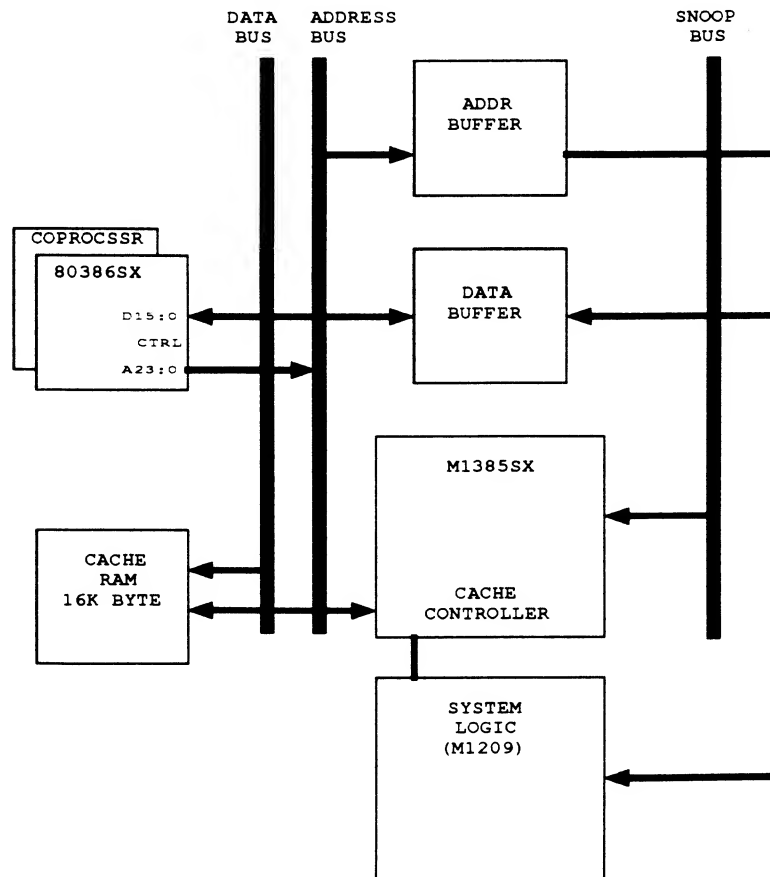 DATA
BUS
ADDRESS
BUS
SNOOP
BUS
ADDR
BUFFER
COPROCSSR
80386SX
D15:0
CTRL
A23:0
DATA
BUFFER
M1385SX
CACHE
CONTROLLER
CACHE
RAM
16K BYTE
SYSTEM
LOGIC
(M1209)